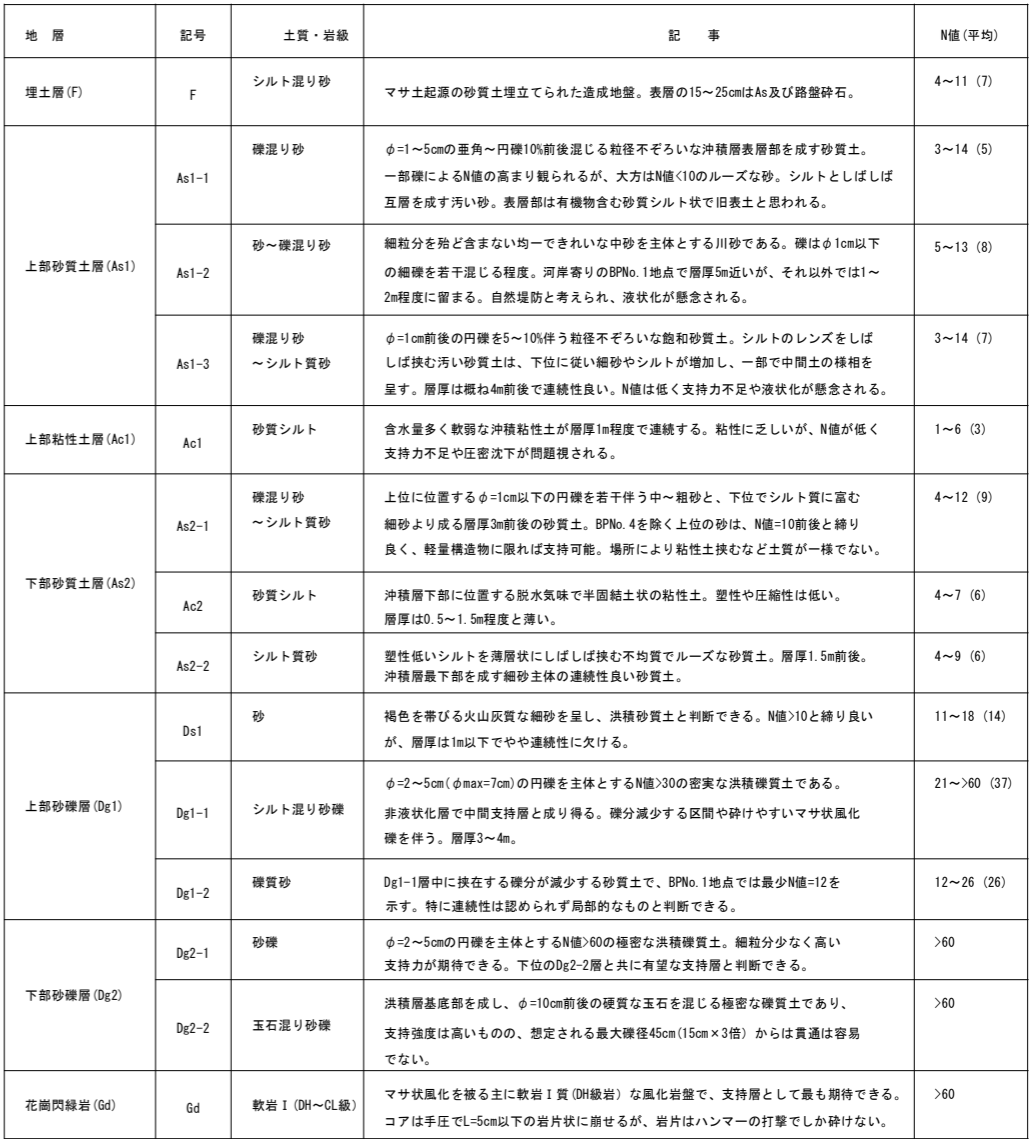 地　層　記号　土質・岩級　記　　事　N値(平均)
埋土層(F)　F　シルト混り砂　マサ土起源の砂質土埋立てられた造成地盤。表層の15～25cmはAs及び路盤砕石。　4～11 (7)
上部砂質土層(As1)
As1-1　礫混り砂　φ=1～5cmの亜角～円礫10%前後混じる粒径不ぞろいな沖積層表層部を成す砂質土。　3～14 (5)
一部礫によるN値の高まり観られるが、大方はN値<10のルーズな砂。シルトとしばしば
互層を成す汚い砂。表層部は有機物含む砂質シルト状で旧表土と思われる。
As1-2　砂～礫混り砂　細粒分を殆ど含まない均一できれいな中砂を主体とする川砂である。礫はφ1cm以下　5～13 (8)
の細礫を若干混じる程度。河岸寄りのBPNo.1地点で層厚5m近いが、それ以外では1～
2m程度に留まる。自然堤防と考えられ、液状化が懸念される。
As1-3　礫混り砂　φ=1cm前後の円礫を5～10%伴う粒径不ぞろいな飽和砂質土。シルトのレンズをしば　3～14 (7)
～シルト質砂　しば挟む汚い砂質土は、下位に従い細砂やシルトが増加し、一部で中間土の様相を
呈す。層厚は概ね4m前後で連続性良い。N値は低く支持力不足や液状化が懸念される。
上部粘性土層(Ac1)　Ac1　砂質シルト　含水量多く軟弱な沖積粘性土が層厚1m程度で連続する。粘性に乏しいが、N値が低く　1～6 (3)
支持力不足や圧密沈下が問題視される。
下部砂質土層(As2)
As2-1　礫混り砂　上位に位置するφ=1cm以下の円礫を若干伴う中～粗砂と、下位でシルト質に富む　4～12 (9)
～シルト質砂　細砂より成る層厚3m前後の砂質土。BPNo.4を除く上位の砂は、N値=10前後と締り
良く、軽量構造物に限れば支持可能。場所により粘性土挟むなど土質が一様でない。
Ac2　砂質シルト　沖積層下部に位置する脱水気味で半固結土状の粘性土。塑性や圧縮性は低い。　4～7 (6)
層厚は0.5～1.5m程度と薄い。
As2-2　シルト質砂　塑性低いシルトを薄層状にしばしば挟む不均質でルーズな砂質土。層厚1.5m前後。　4～9 (6)
沖積層最下部を成す細砂主体の連続性良い砂質土。
上部砂礫層(Dg1)
Ds1　砂　褐色を帯びる火山灰質な細砂を呈し、洪積砂質土と判断できる。N値>10と締り良い　11～18 (14)
が、層厚は1m以下でやや連続性に欠ける。
Dg1-1　シルト混り砂礫　φ=2～5cm(φmax=7cm)の円礫を主体とするN値>30の密実な洪積礫質土である。　21～>60 (37)
非液状化層で中間支持層と成り得る。礫分減少する区間や砕けやすいマサ状風化
礫を伴う。層厚3～4m。
Dg1-2　礫質砂　Dg1-1層中に挟在する礫分が減少する砂質土で、BPNo.1地点では最少N値=12を　12～26 (26)
示す。特に連続性は認められず局部的なものと判断できる。
下部砂礫層(Dg2)
Dg2-1　砂礫　φ=2～5cmの円礫を主体とするN値>60の極密な洪積礫質土。細粒分少なく高い　>60
支持力が期待できる。下位のDg2-2層と共に有望な支持層と判断できる。
Dg2-2　玉石混り砂礫　洪積層基底部を成し、φ=10cm前後の硬質な玉石を混じる極密な礫質土であり、　>60
支持強度は高いものの、想定される最大礫径45cm(15cm×3倍) からは貫通は容易
でない。
花崗閃緑岩(Gd)　Gd　軟岩Ⅰ(DH～CL級)　マサ状風化を被る主に軟岩Ⅰ質(DH級岩) な風化岩盤で、支持層として最も期待できる。　>60
コアは手圧でL=5cm以下の岩片状に崩せるが、岩片はハンマーの打撃でしか砕けない。